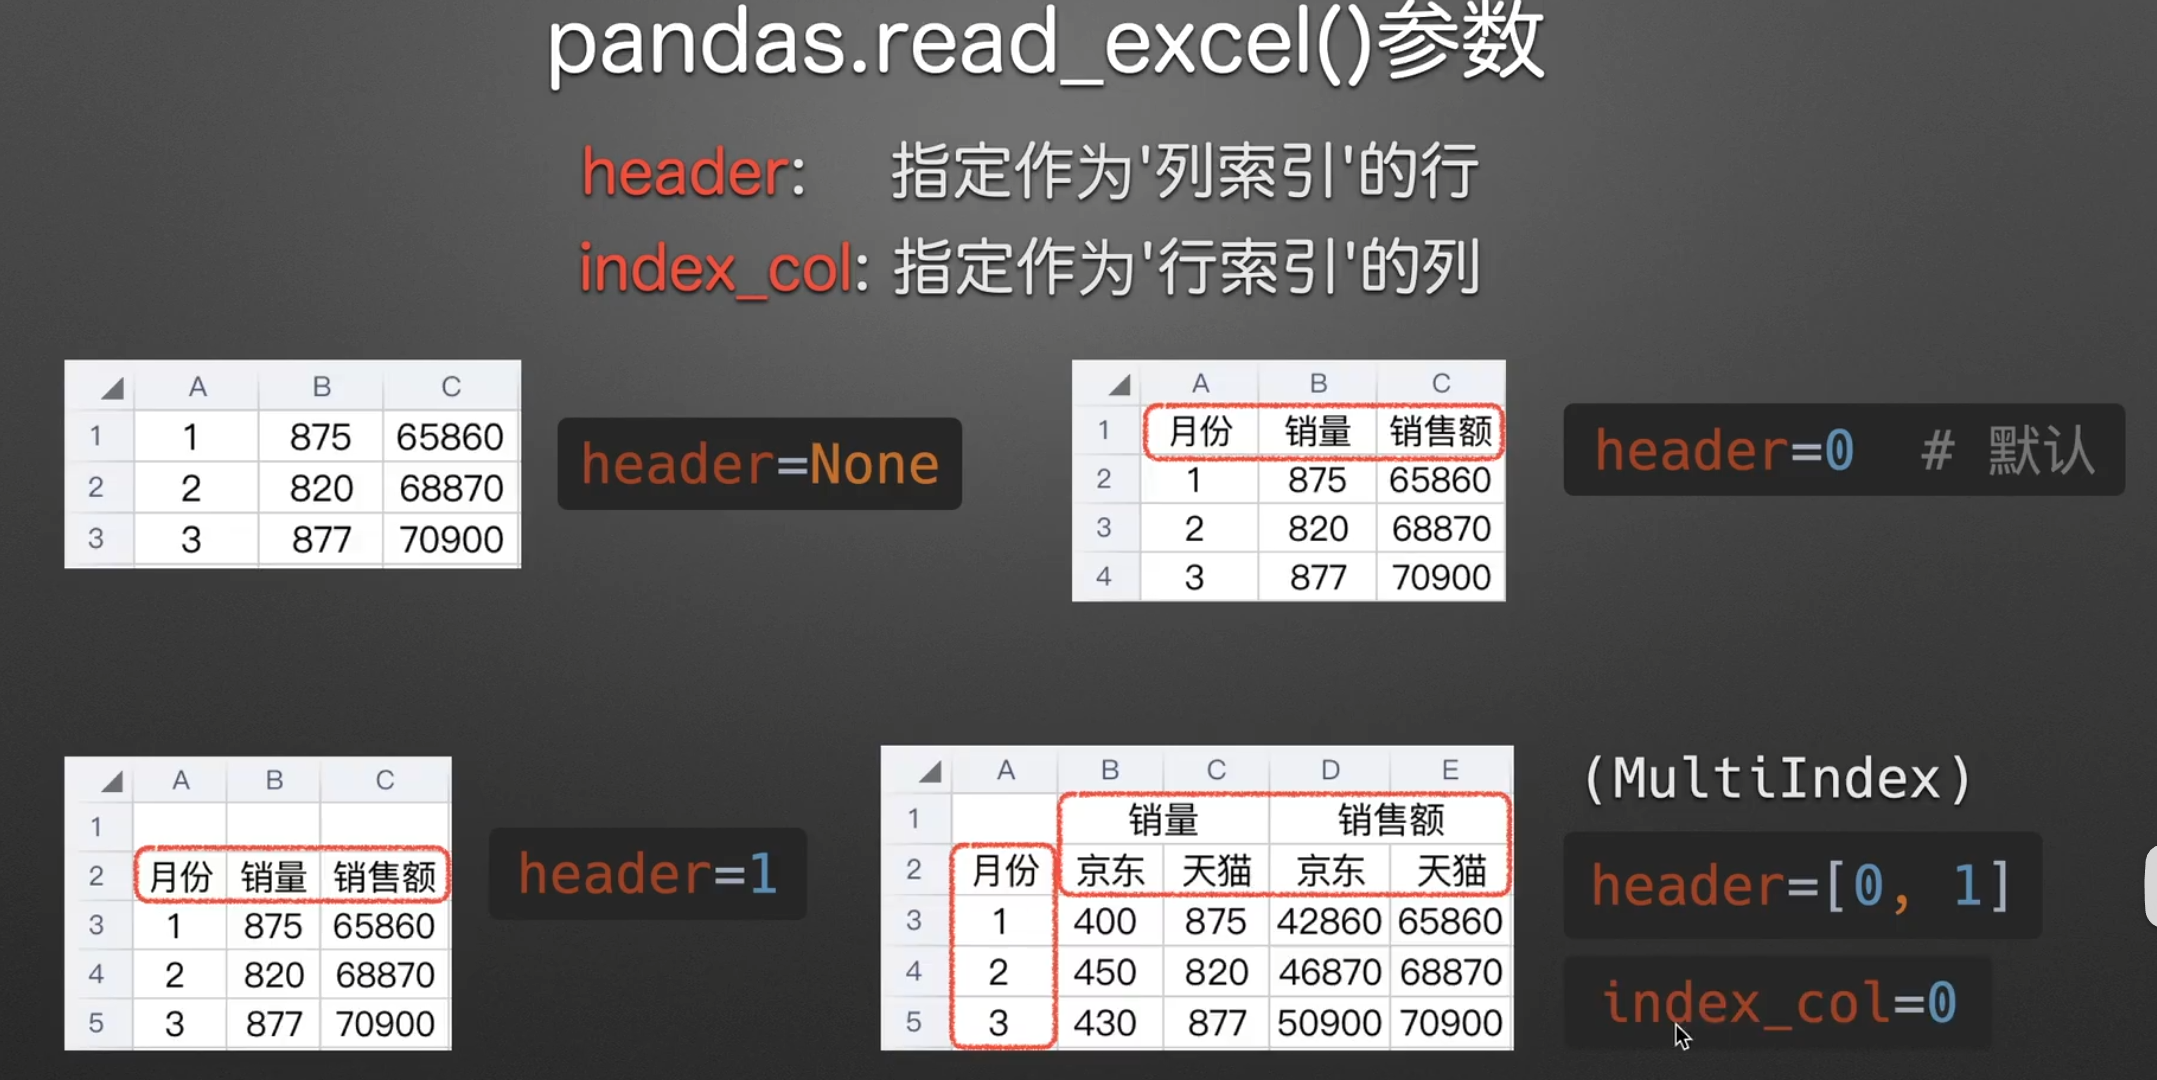 pandas.read_excel()参数
header: 指定作为'列索引'的行
index_col: 指定作为'行索引'的列
A B C
1 1 875 65860
2 2 820 68870
3 3 877 70900
header=None
A B C
1 月份 销量 销售额
2 1 875 65860
3 2 820 68870
4 3 877 70900
header=0 # 默认
A B C
1
2 月份 销量 销售额
3 1 875 65860
4 2 820 68870
5 3 877 70900
header=1
A B C D E
1 销量 销售额
2 月份 京东 天猫 京东 天猫
3 1 400 875 42860 65860
4 2 450 820 46870 68870
5 3 430 877 50900 70900
(MultiIndex)
header=[0, 1]
index_col=0